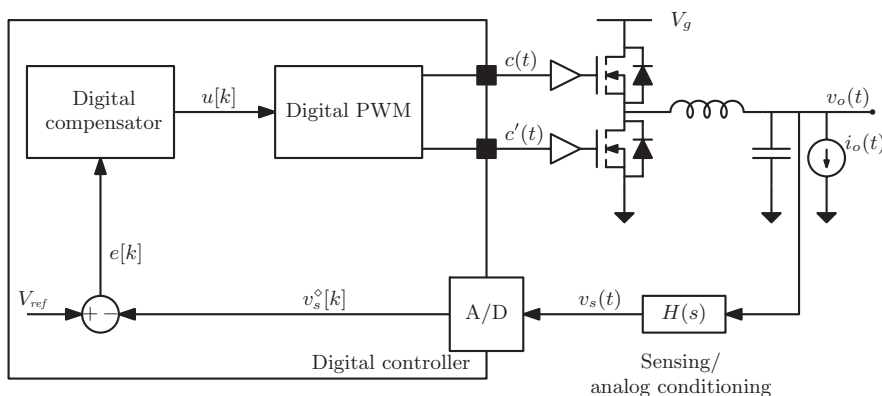 V_g
c(t)
Digital
compensator
u[k]
Digital PWM
v_o(t)
c'(t)
i_o(t)
e[k]
V_ref
+ −
v_s^⋄[k]
A/D
v_s(t)
H(s)
Digital controller
Sensing/
analog conditioning